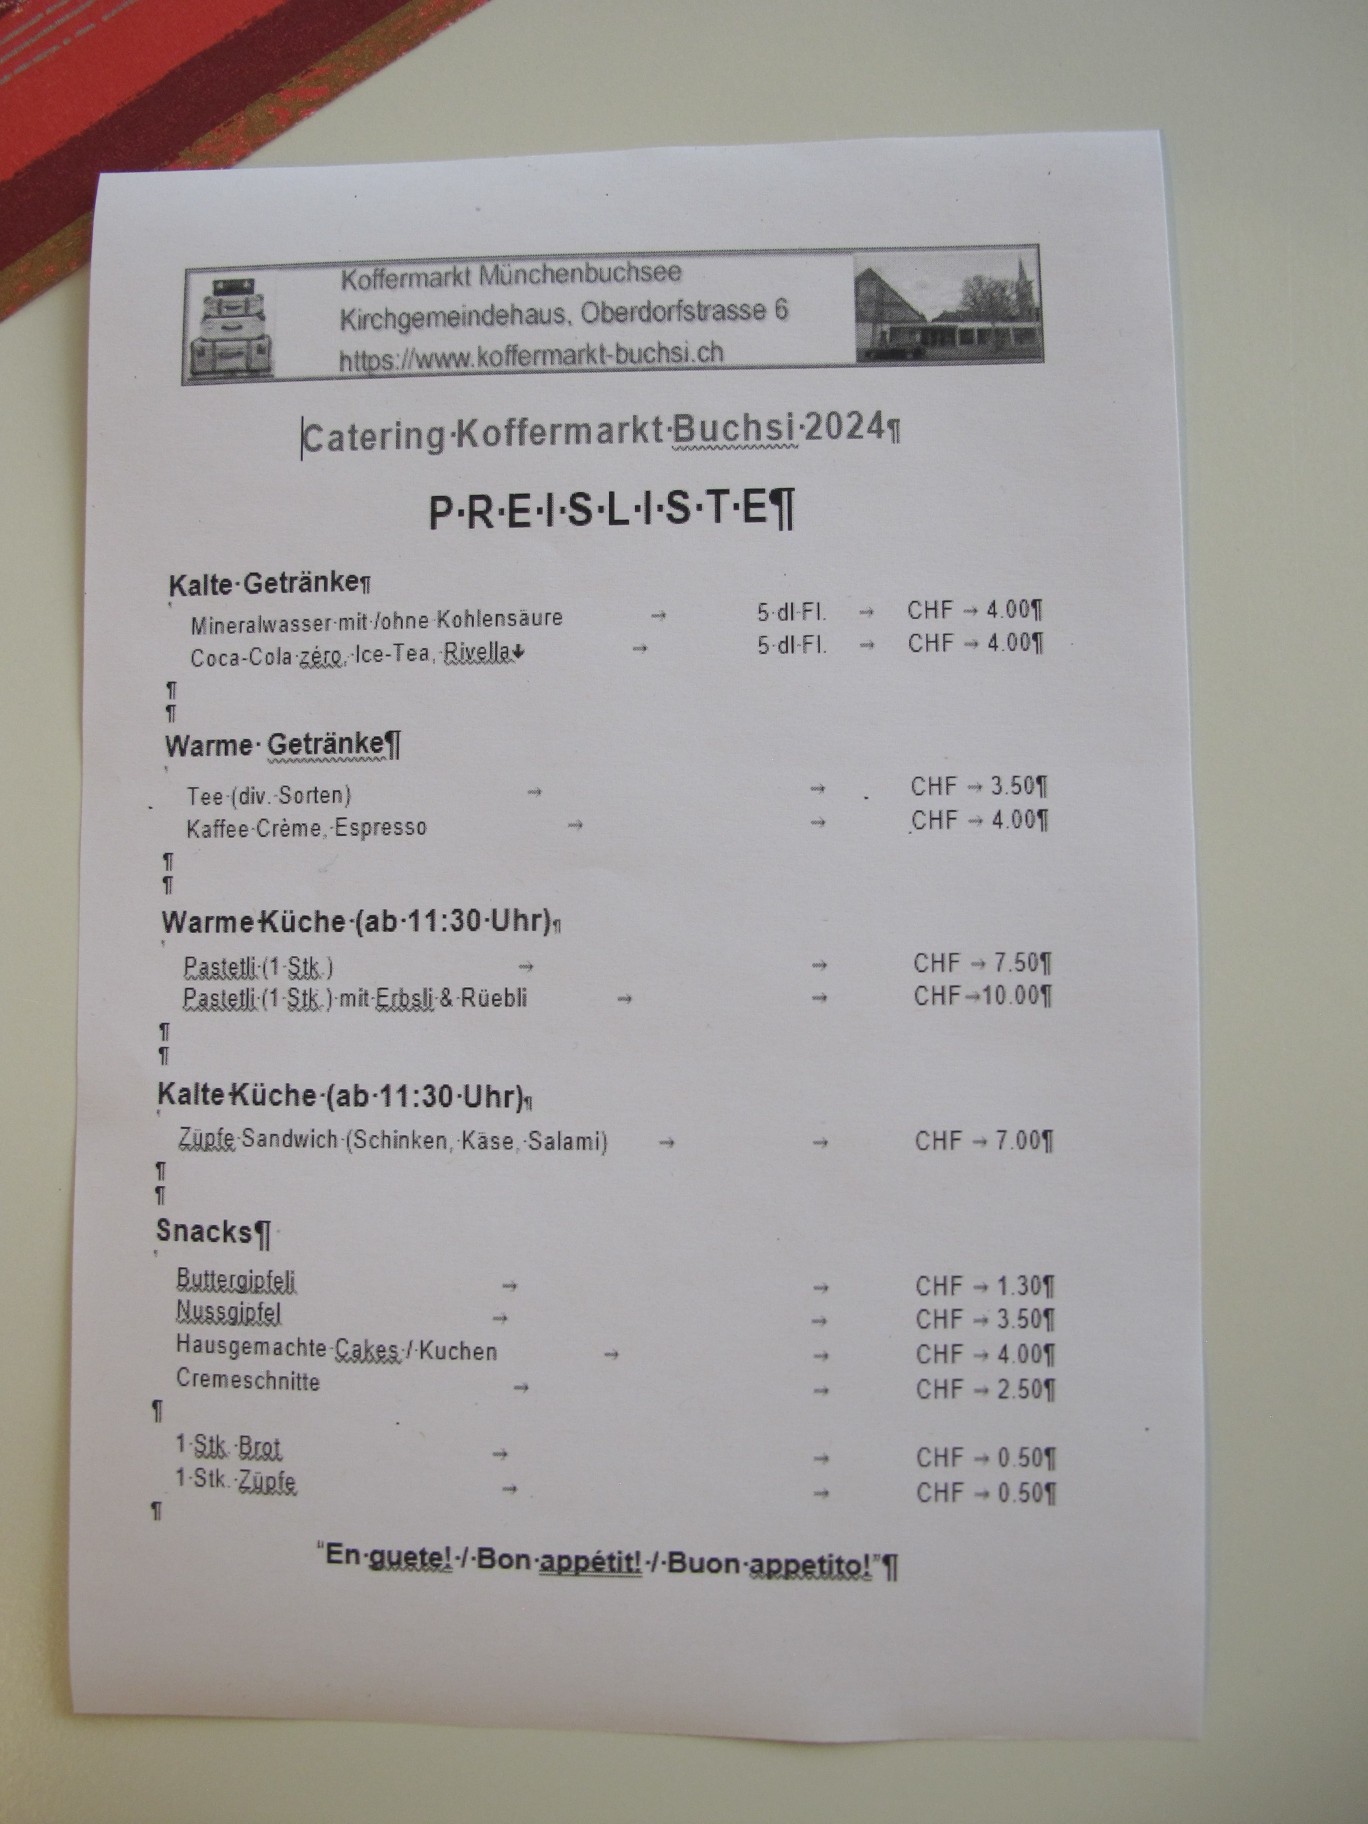 Koffermarkt Münchenbuchsee
Kirchgemeindehaus, Oberdorfstrasse 6
https://www.koffermarkt-buchsi.ch
Catering·Koffermarkt·Buchsi·2024¶
P·R·E·I·S·L·I·S·T·E¶
Kalte·Getränke¶
Mineralwasser·mit·/ohne·Kohlensäure → 5·dl·Fl. → CHF → 4.00¶
Coca-Cola·zéro,·Ice-Tea,·Rivella↓ → 5·dl·Fl. → CHF → 4.00¶
¶
¶
Warme· Getränke¶
Tee·(div.·Sorten) → → CHF → 3.50¶
Kaffee·Crème,·Espresso → → CHF → 4.00¶
¶
¶
Warme·Küche·(ab·11:30·Uhr)¶
Pastetli·(1·Stk.) → → CHF → 7.50¶
Pastetli·(1·Stk.)·mit·Erbsli·&·Rüebli → → CHF→10.00¶
¶
¶
Kalte·Küche·(ab·11:30·Uhr)¶
Züpfe·Sandwich·(Schinken,·Käse,·Salami) → → CHF → 7.00¶
¶
¶
Snacks¶
Buttergipfeli → → CHF → 1.30¶
Nussgipfel → → CHF → 3.50¶
Hausgemachte·Cakes·/·Kuchen → → CHF → 4.00¶
Cremeschnitte → → CHF → 2.50¶
¶
1·Stk.·Brot → → CHF → 0.50¶
1·Stk.·Züpfe → → CHF → 0.50¶
¶
"En·guete!·/·Bon·appétit!·/·Buon·appetito!"¶